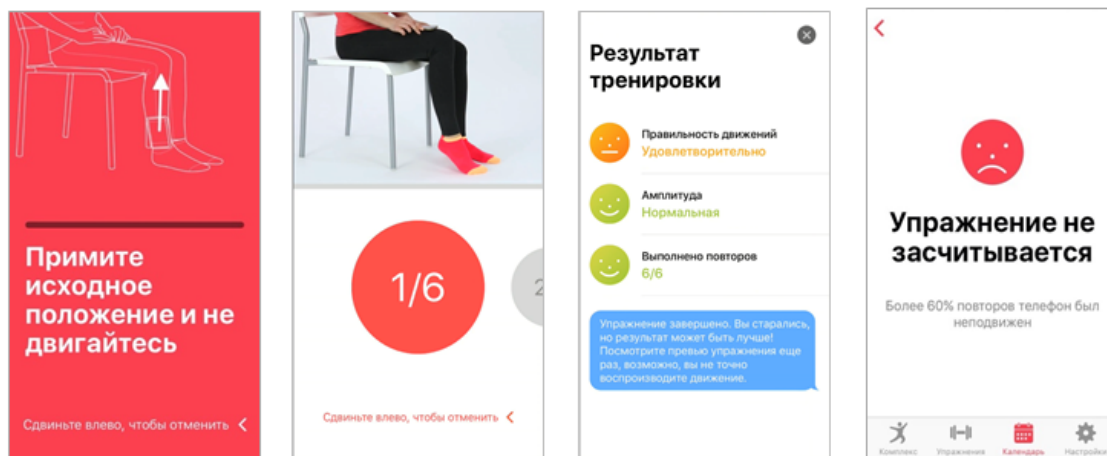 Примите
исходное
положение и не
двигайтесь
Сдвиньте влево, чтобы отменить
1/6
2
Сдвиньте влево, чтобы отменить
Результат
тренировки
Правильность движений
Удовлетворительно
Амплитуда
Нормальная
Выполнено повторов
6/6
Упражнение завершено. Вы старались,
но результат может быть лучше!
Посмотрите превью упражнения еще
раз, возможно, вы не точно
воспроизводите движение.
Упражнение не
засчитывается
Более 60% повторов телефон был
неподвижен
Комплекс
Упражнения
Календарь
Настройки